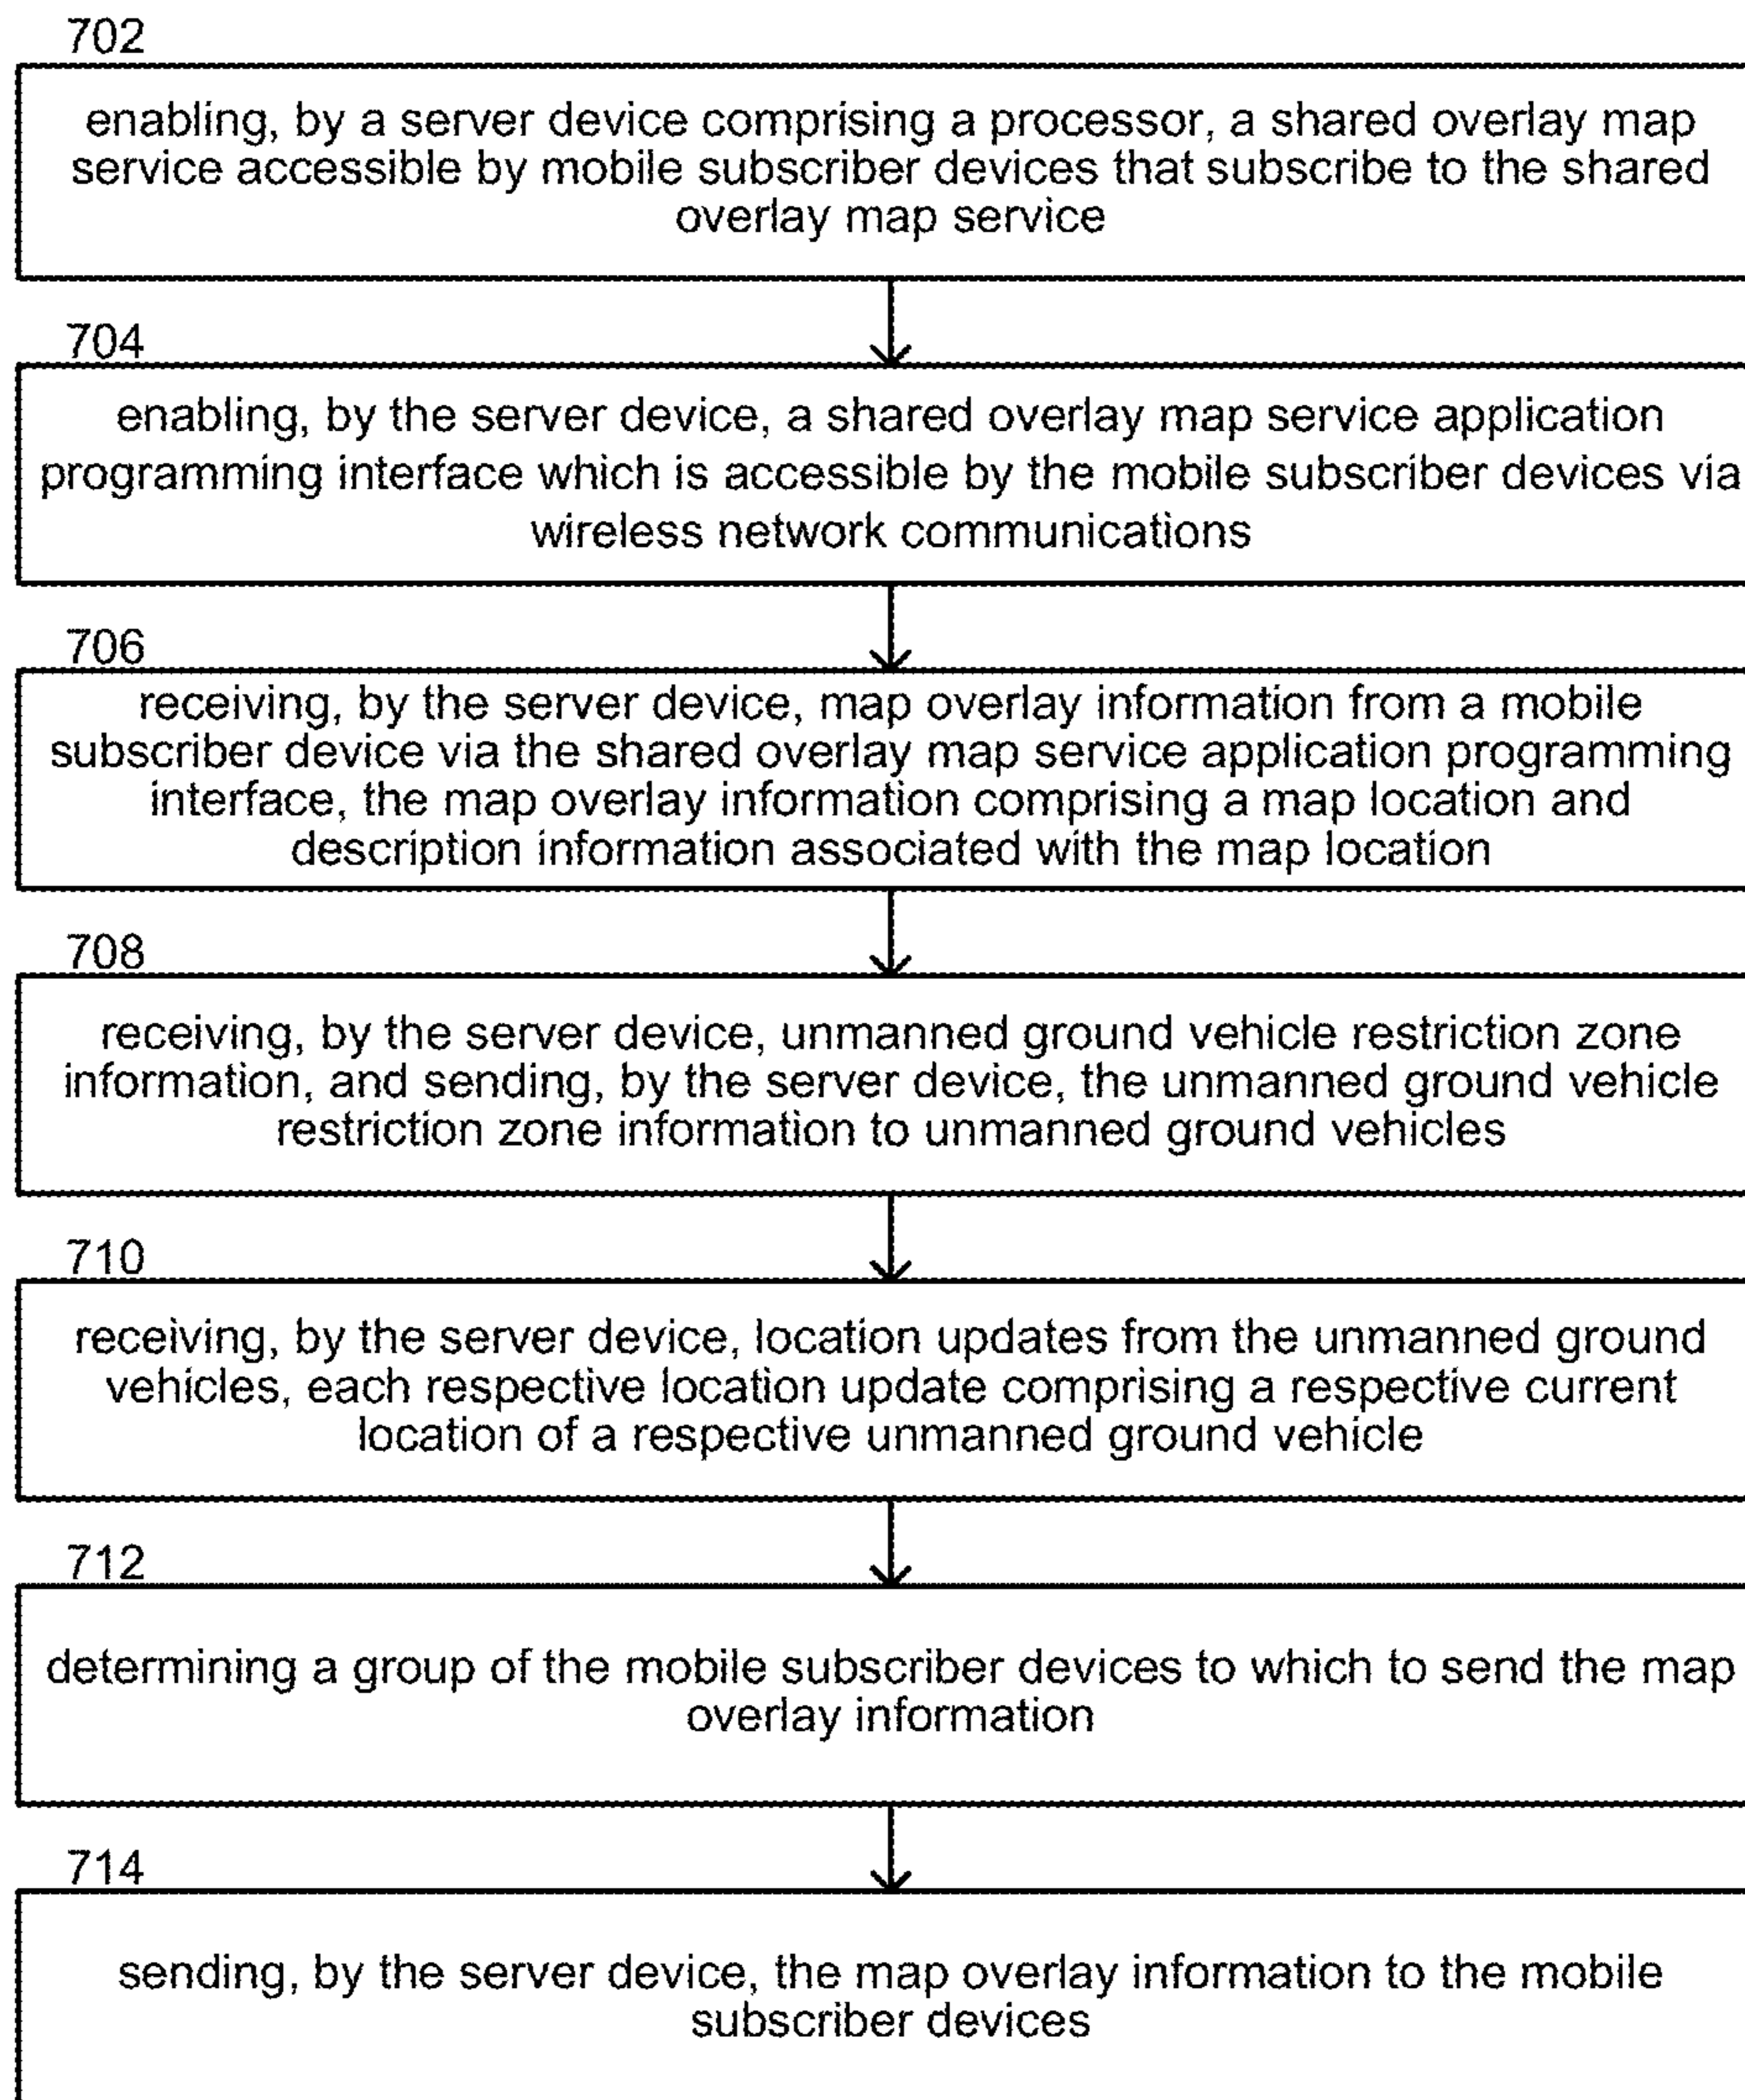 702
enabling, by a server device comprising a processor, a shared overlay map
service accessible by mobile subscriber devices that subscribe to the shared
overlay map service
704
enabling, by the server device, a shared overlay map service application
programming interface which is accessible by the mobile subscriber devices via
wireless network communications
706
receiving, by the server device, map overlay information from a mobile
subscriber device via the shared overlay map service application programming
interface, the map overlay information comprising a map location and
description information associated with the map location
708
receiving, by the server device, unmanned ground vehicle restriction zone
information, and sending, by the server device, the unmanned ground vehicle
restriction zone information to unmanned ground vehicles
710
receiving, by the server device, location updates from the unmanned ground
vehicles, each respective location update comprising a respective current
location of a respective unmanned ground vehicle
712
determining a group of the mobile subscriber devices to which to send the map
overlay information
714
sending, by the server device, the map overlay information to the mobile
subscriber devices